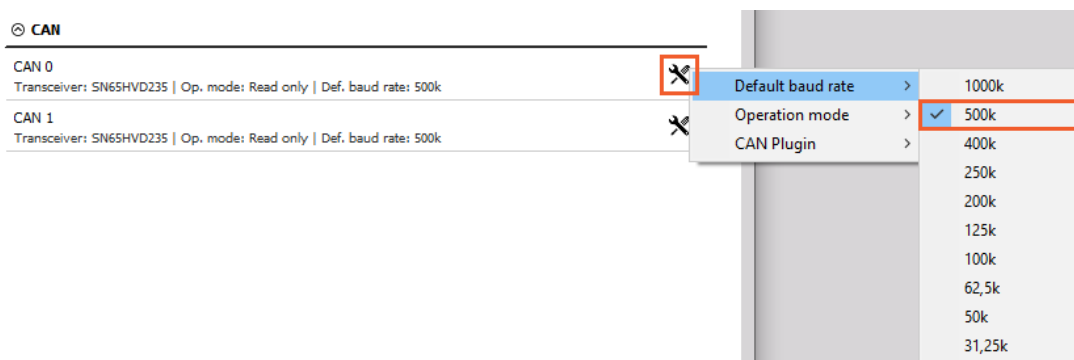 CAN
CAN 0
Transceiver: SN65HVD235 | Op. mode: Read only | Def. baud rate: 500k
CAN 1
Transceiver: SN65HVD235 | Op. mode: Read only | Def. baud rate: 500k
Default baud rate
Operation mode
CAN Plugin
1000k
500k
400k
250k
200k
125k
100k
62,5k
50k
31,25k